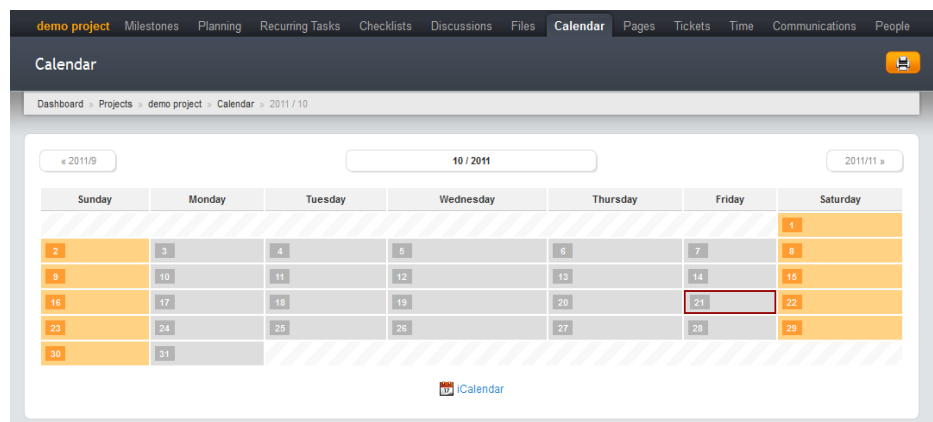 demo project Milestones Planning Recurring Tasks Checklists Discussions Files Calendar Pages Tickets Time Communications People
Calendar
Dashboard » Projects » demo project » Calendar » 2011 / 10
« 2011/9 10 / 2011 2011/11 »
Sunday Monday Tuesday Wednesday Thursday Friday Saturday
1
2 3 4 5 6 7 8
9 10 11 12 13 14 15
16 17 18 19 20 21 22
23 24 25 26 27 28 29
30 31
17 iCalendar